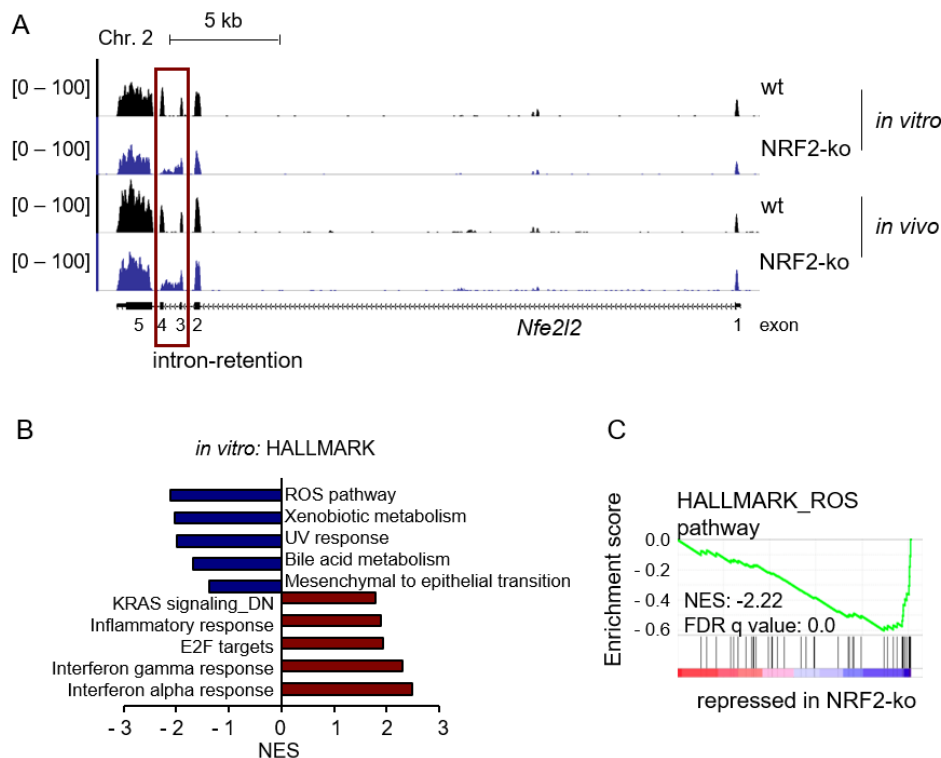 A
5 kb
Chr. 2
[0 – 100]
wt
in vitro
[0 – 100]
NRF2-ko
[0 – 100]
wt
in vivo
[0 – 100]
NRF2-ko
5 4 3 2 Nfe2l2 1 exon
intron-retention
B
in vitro: HALLMARK
ROS pathway
Xenobiotic metabolism
UV response
Bile acid metabolism
Mesenchymal to epithelial transition
KRAS signaling_DN
Inflammatory response
E2F targets
Interferon gamma response
Interferon alpha response
- 3 - 2 - 1 0 1 2 3
NES
C
HALLMARK_ROS
pathway
Enrichment score
0.0
- 0.2
- 0.4
- 0.6
NES: -2.22
FDR q value: 0.0
repressed in NRF2-ko